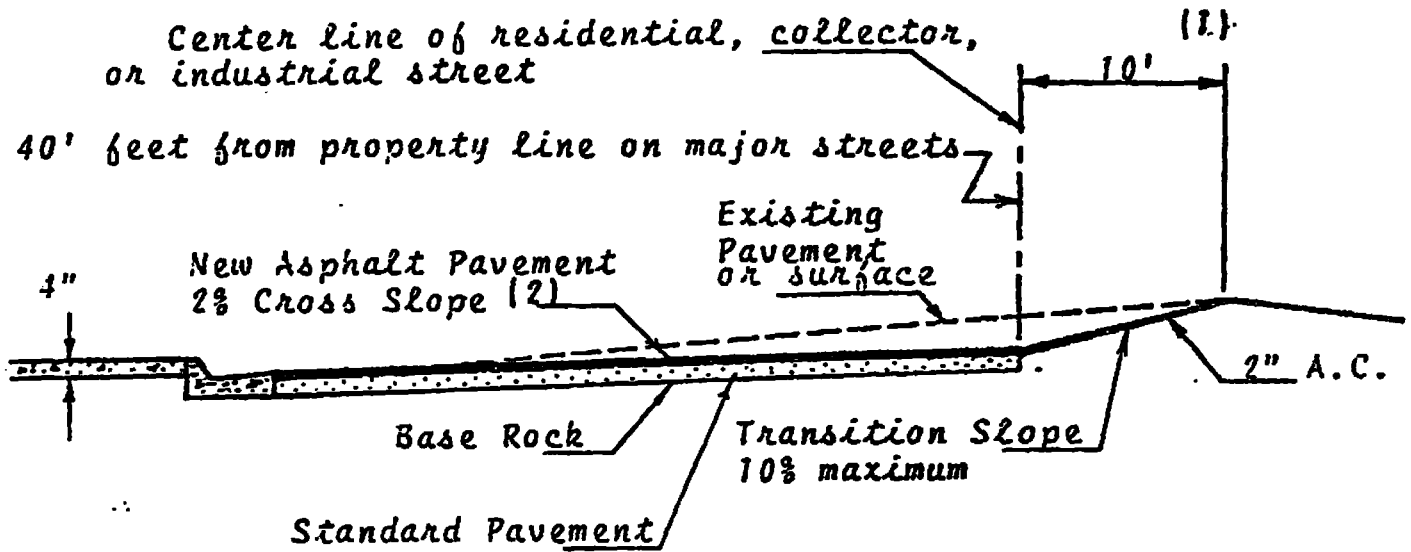 Center line of residential, collector,
or industrial street
(1)
10'
40' feet from property line on major streets
Existing
Pavement
or surface
New Asphalt Pavement
2% Cross Slope (2)
4"
2" A.C.
Base Rock
Transition Slope
10% maximum
Standard Pavement